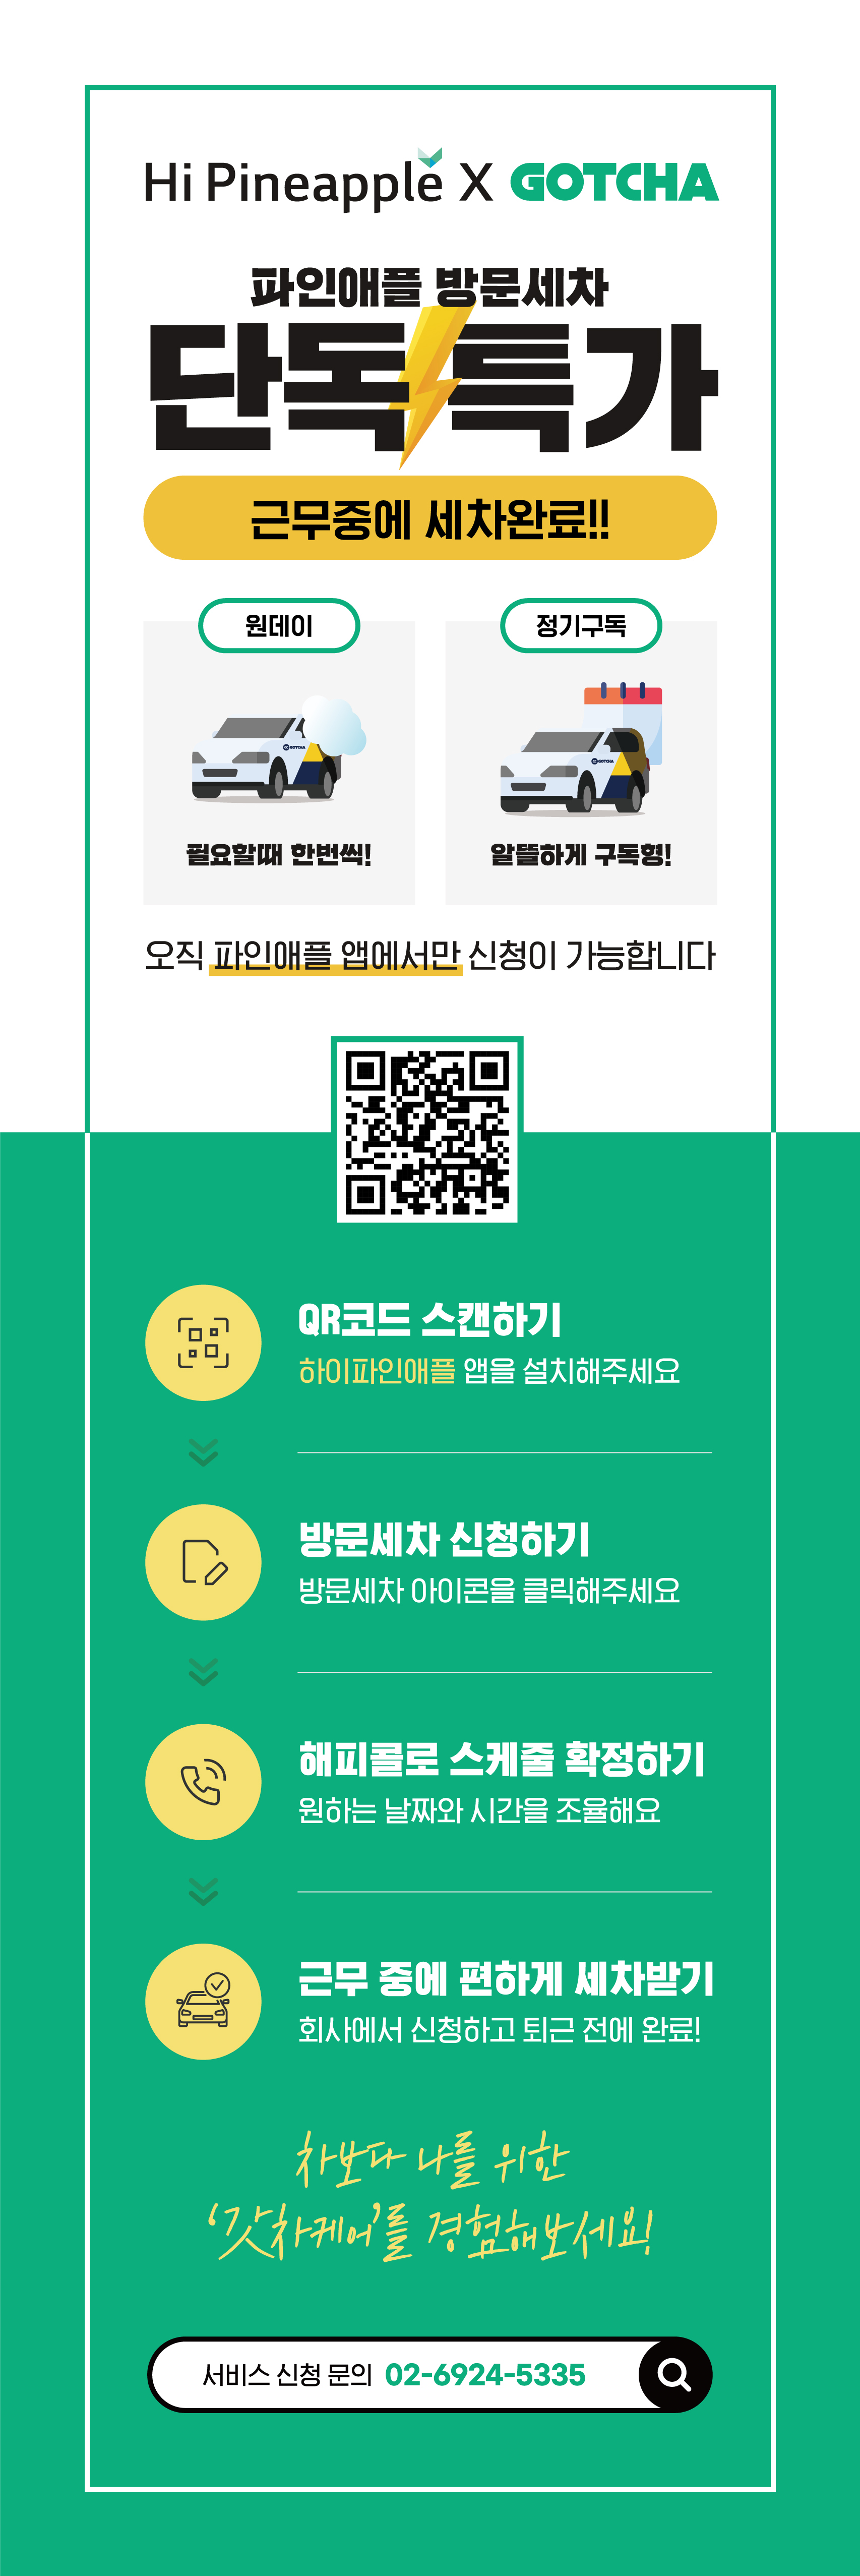 Hi Pineapple X GOTCHA
파인애플 방문세차
단독특가
근무중에 세차완료!!
원데이
정기구독
GOTCHA
GOTCHA
필요할때 한번씩!
알뜰하게 구독형!
오직 파인애플 앱에서만 신청이 가능합니다
QR코드 스캔하기
하이파인애플 앱을 설치해주세요
방문세차 신청하기
방문세차 아이콘을 클릭해주세요
해피콜로 스케줄 확정하기
원하는 날짜와 시간을 조율해요
근무 중에 편하게 세차받기
회사에서 신청하고 퇴근 전에 완료!
차보다 나를 위한
'갓차케어'를 경험해보세요!
서비스 신청 문의 02-6924-5335